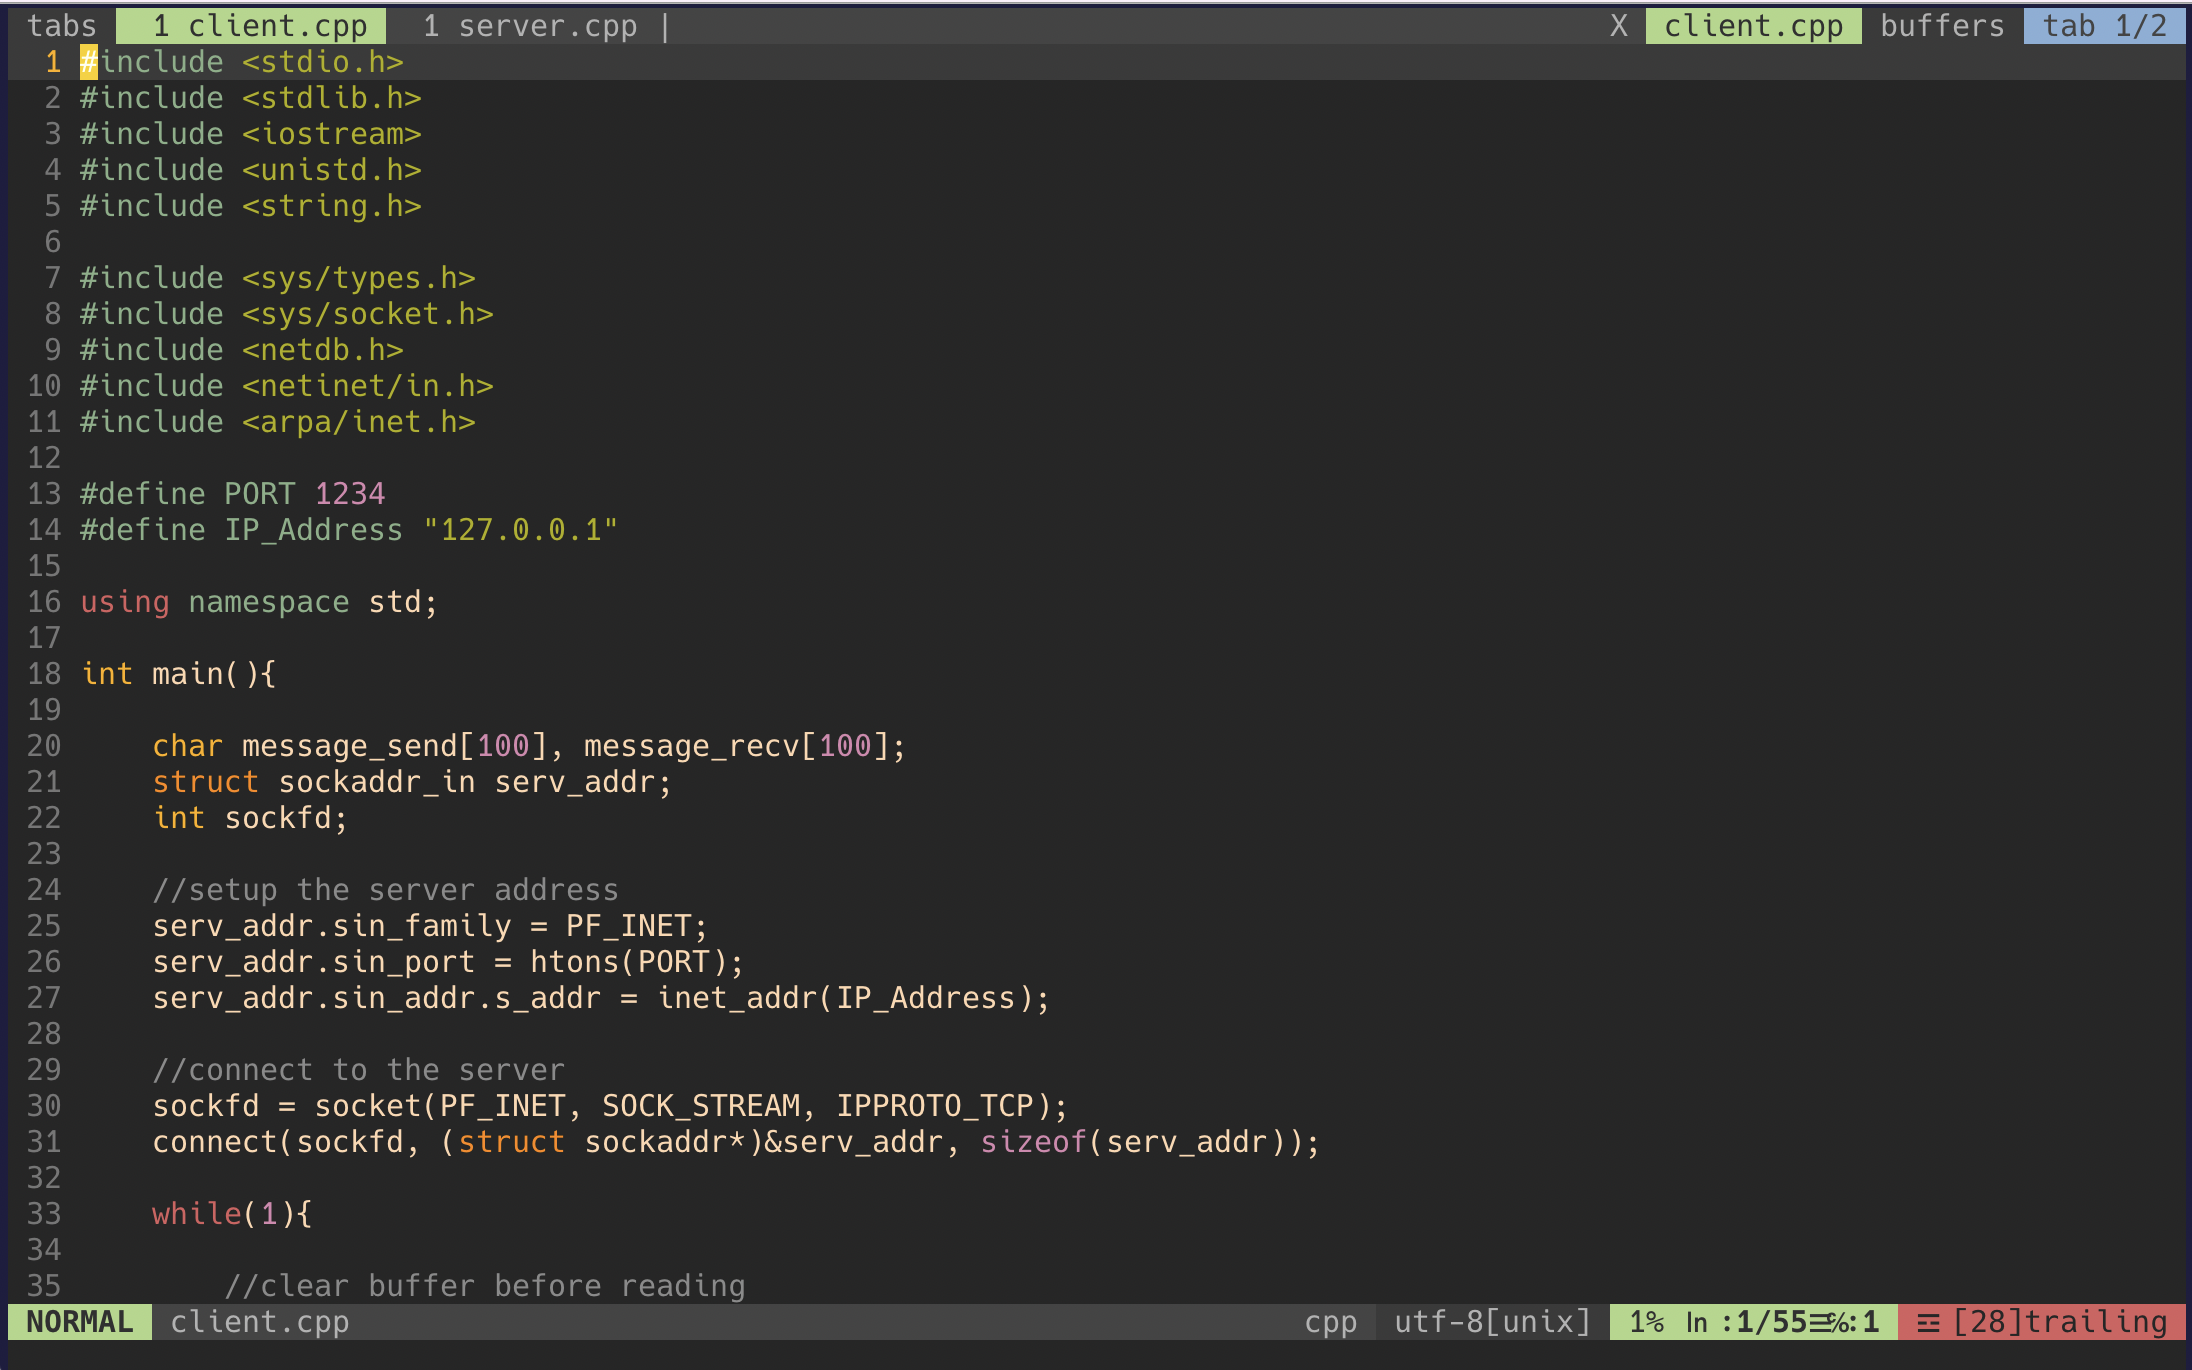 tabs 1 client.cpp 1 server.cpp | X client.cpp buffers tab 1/2
1 #include <stdio.h>
2 #include <stdlib.h>
3 #include <iostream>
4 #include <unistd.h>
5 #include <string.h>
6
7 #include <sys/types.h>
8 #include <sys/socket.h>
9 #include <netdb.h>
10 #include <netinet/in.h>
11 #include <arpa/inet.h>
12
13 #define PORT 1234
14 #define IP_Address "127.0.0.1"
15
16 using namespace std;
17
18 int main(){
19
20     char message_send[100], message_recv[100];
21     struct sockaddr_in serv_addr;
22     int sockfd;
23
24     //setup the server address
25     serv_addr.sin_family = PF_INET;
26     serv_addr.sin_port = htons(PORT);
27     serv_addr.sin_addr.s_addr = inet_addr(IP_Address);
28
29     //connect to the server
30     sockfd = socket(PF_INET, SOCK_STREAM, IPPROTO_TCP);
31     connect(sockfd, (struct sockaddr*)&serv_addr, sizeof(serv_addr));
32
33     while(1){
34
35         //clear buffer before reading
NORMAL client.cpp cpp utf-8[unix] 1% ln :1/55☰℅:1 ☲ [28]trailing